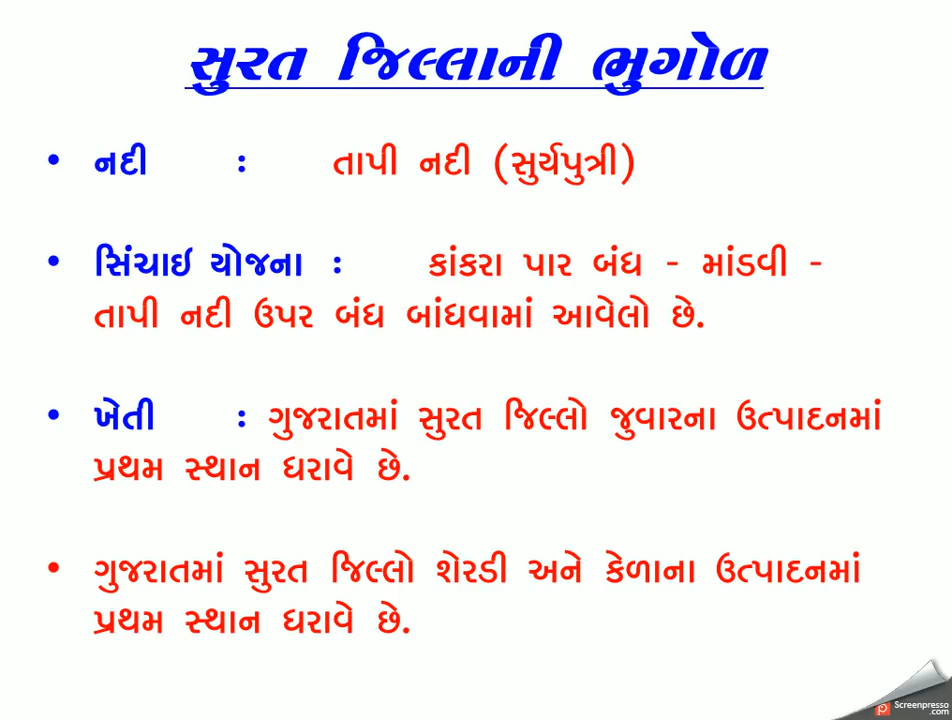 સુરત જિલ્લાની ભુગોળ
• નદી : તાપી નદી (સુર્યપુત્રી)
• સિંચાઇ યોજના : કાંકરા પાર બંધ - માંડવી -
તાપી નદી ઉપર બંધ બાંધવામાં આવેલો છે.
• ખેતી : ગુજરાતમાં સુરત જિલ્લો જુવારના ઉત્પાદનમાં
પ્રથમ સ્થાન ધરાવે છે.
• ગુજરાતમાં સુરત જિલ્લો શેરડી અને કેળાના ઉત્પાદનમાં
પ્રથમ સ્થાન ધરાવે છે.
Screenpresso
.com